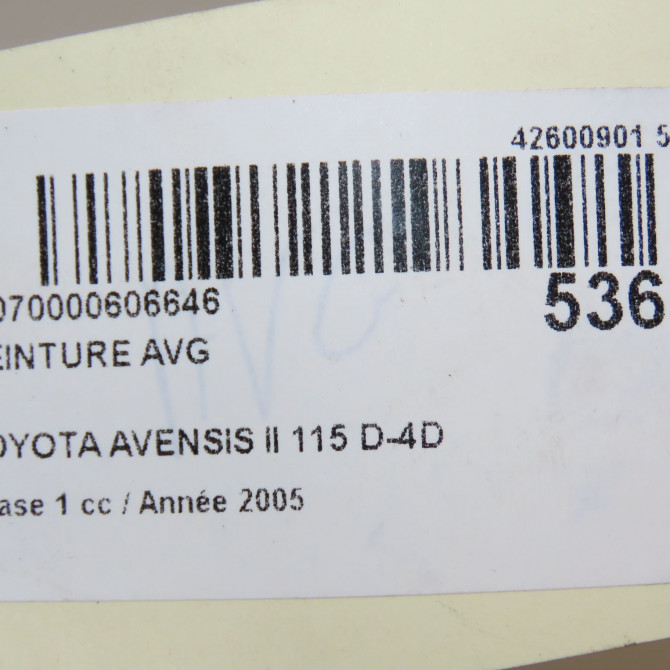 42600901 5
070000606646
536
EINTURE AVG
OYOTA AVENSIS II 115 D-4D
ase 1 cc / Année 2005